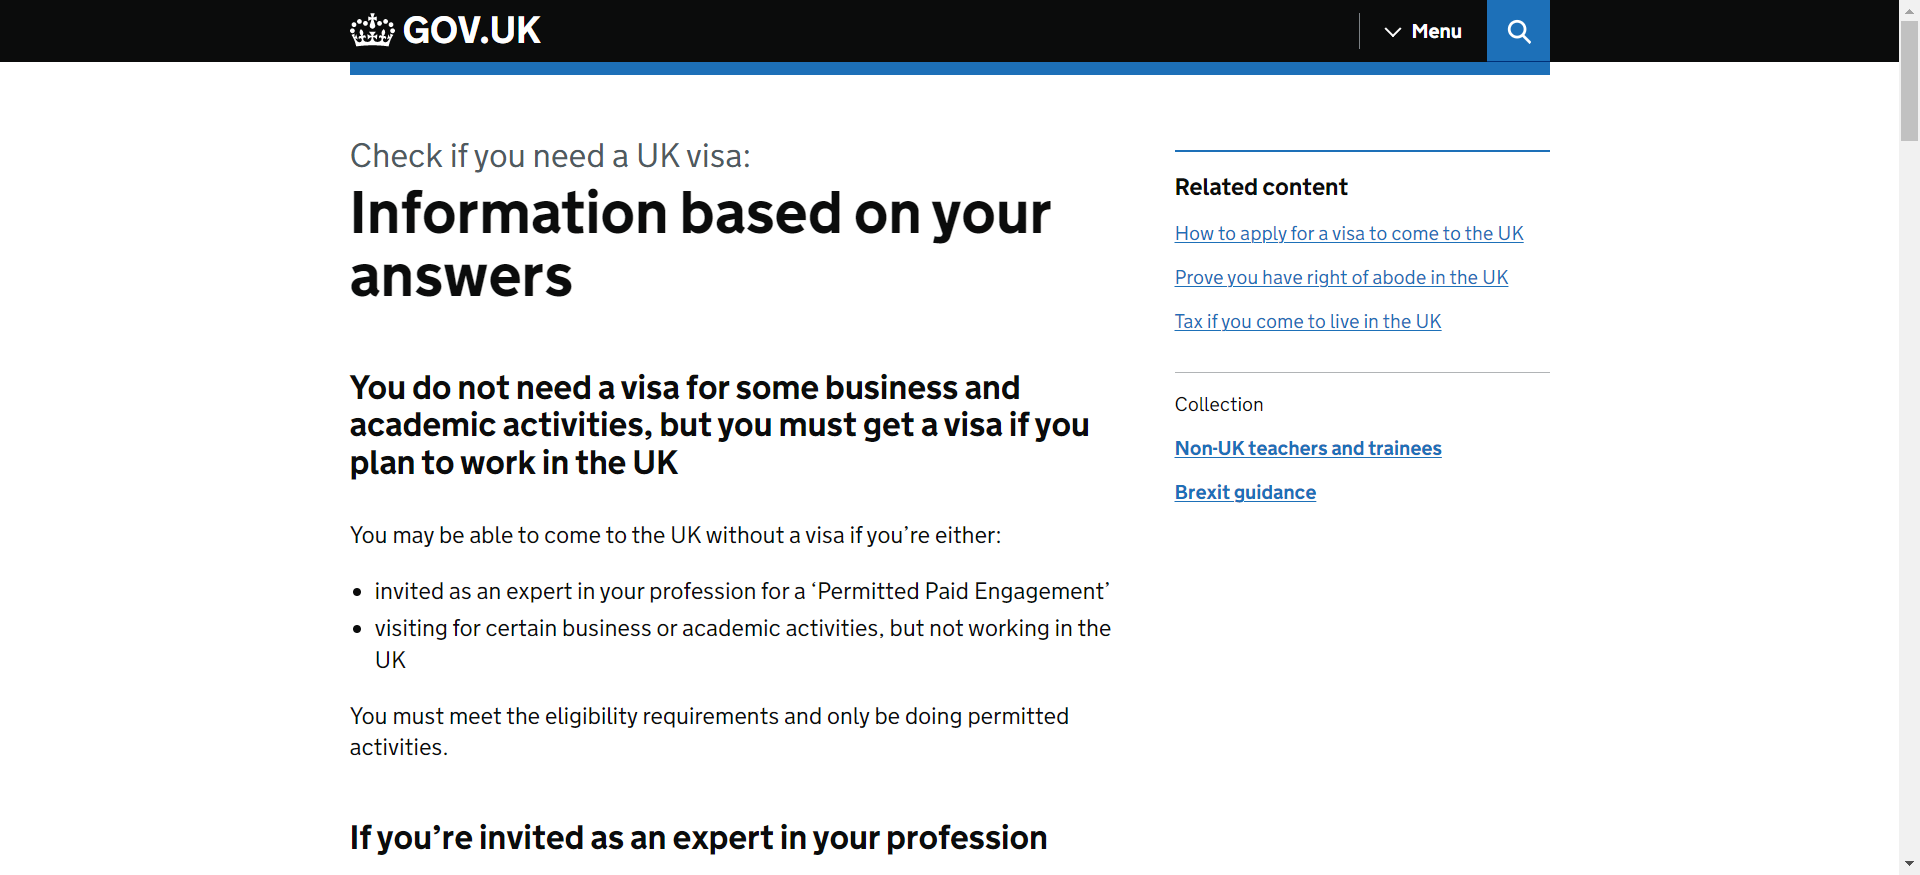 GOV.UK
Menu
Check if you need a UK visa:
Information based on your
answers
You do not need a visa for some business and
academic activities, but you must get a visa if you
plan to work in the UK
You may be able to come to the UK without a visa if you’re either:
• invited as an expert in your profession for a ‘Permitted Paid Engagement’
• visiting for certain business or academic activities, but not working in the
UK
You must meet the eligibility requirements and only be doing permitted
activities.
If you’re invited as an expert in your profession
Related content
How to apply for a visa to come to the UK
Prove you have right of abode in the UK
Tax if you come to live in the UK
Collection
Non-UK teachers and trainees
Brexit guidance